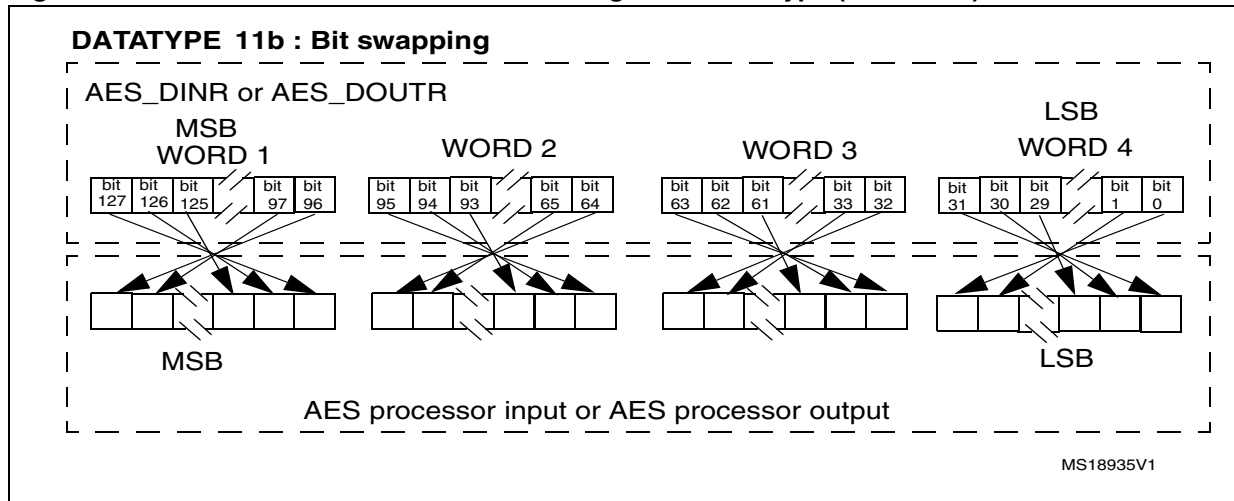 DATATYPE 11b : Bit swapping
AES_DINR or AES_DOUTR
MSB
WORD 1
WORD 2
WORD 3
LSB
WORD 4
bit 127 bit 126 bit 125 bit 97 bit 96
bit 95 bit 94 bit 93 bit 65 bit 64
bit 63 bit 62 bit 61 bit 33 bit 32
bit 31 bit 30 bit 29 bit 1 bit 0
MSB
LSB
AES processor input or AES processor output
MS18935V1